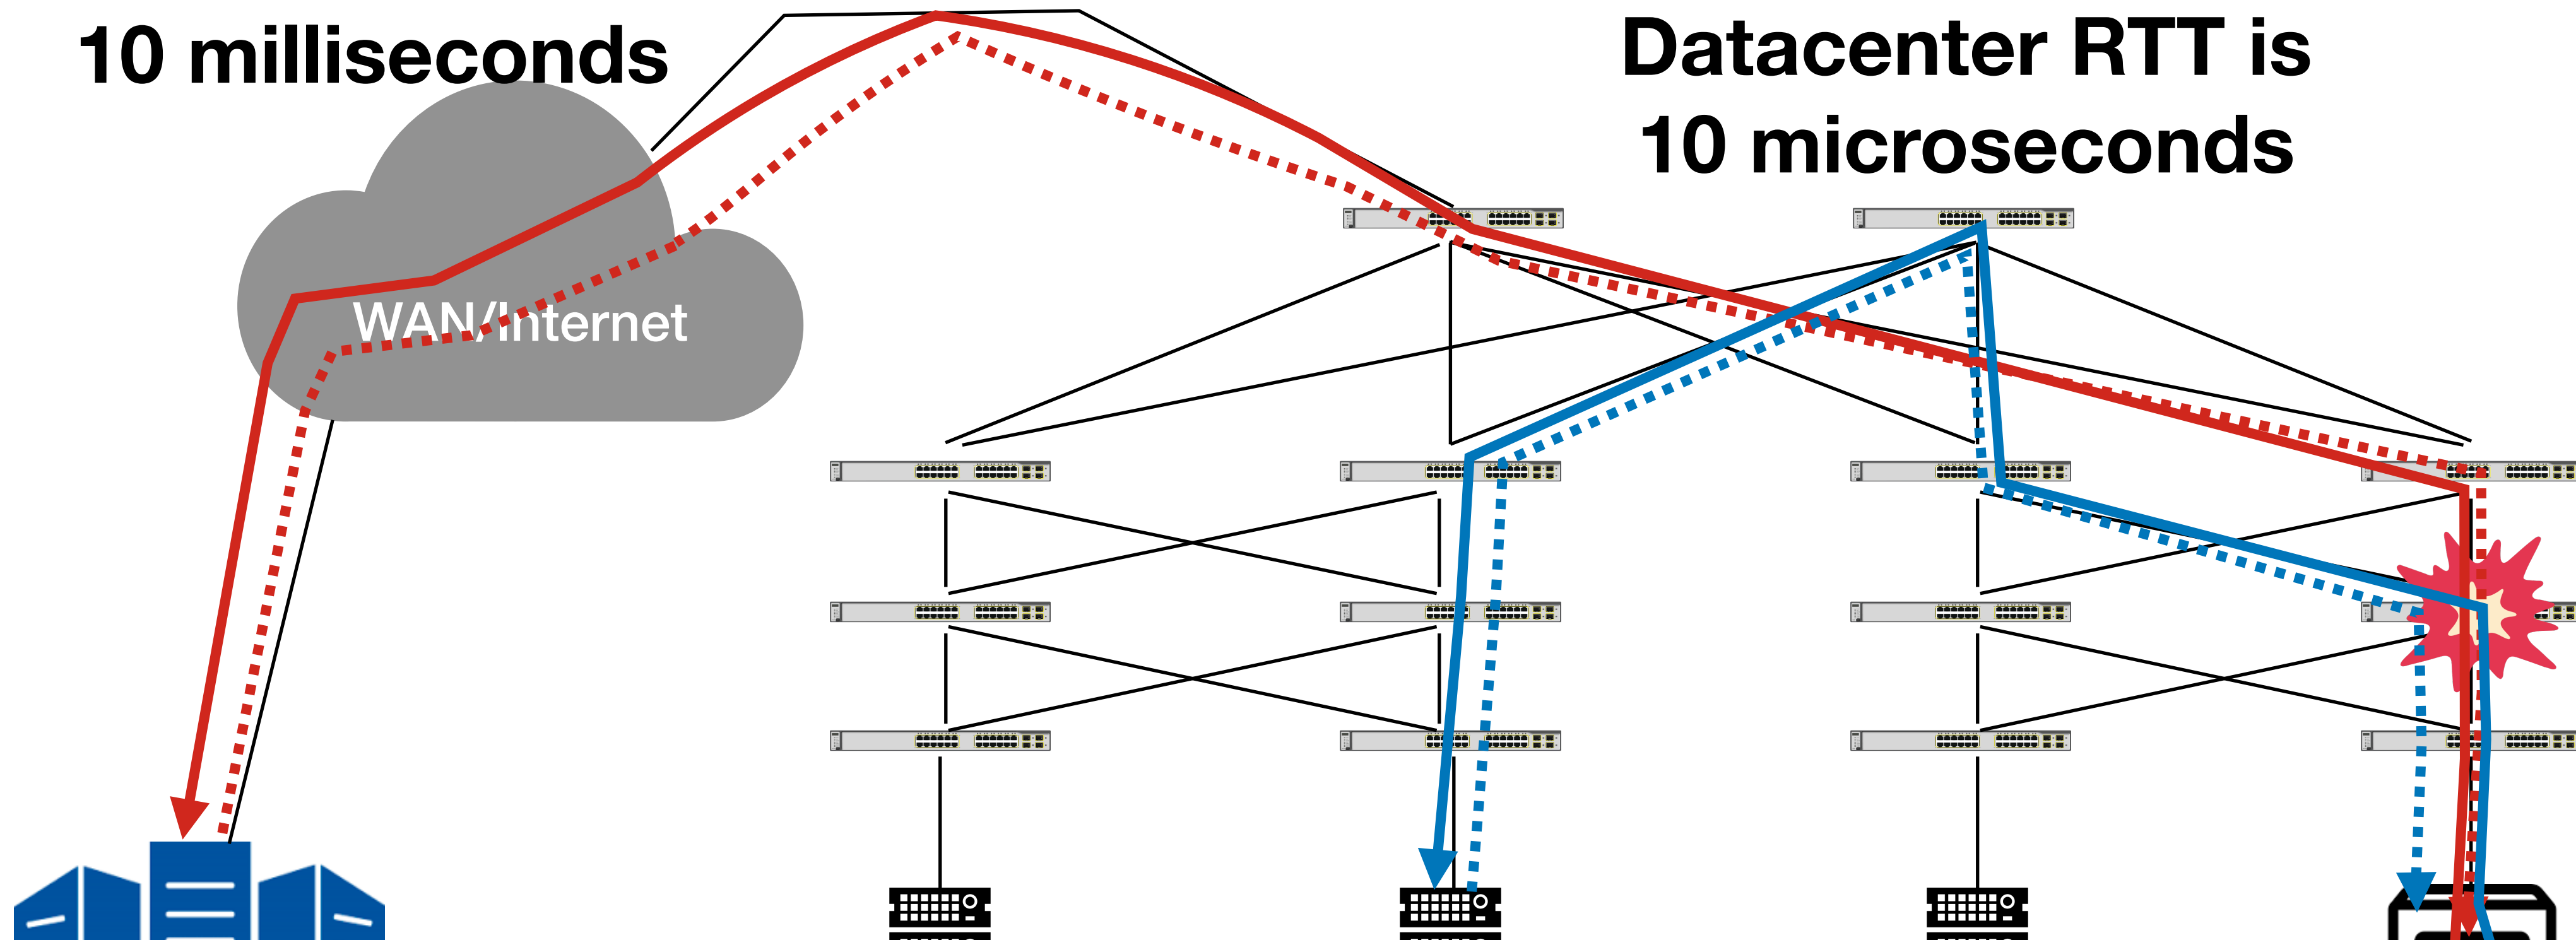 10 milliseconds
Datacenter RTT is
10 microseconds
WAN/Internet